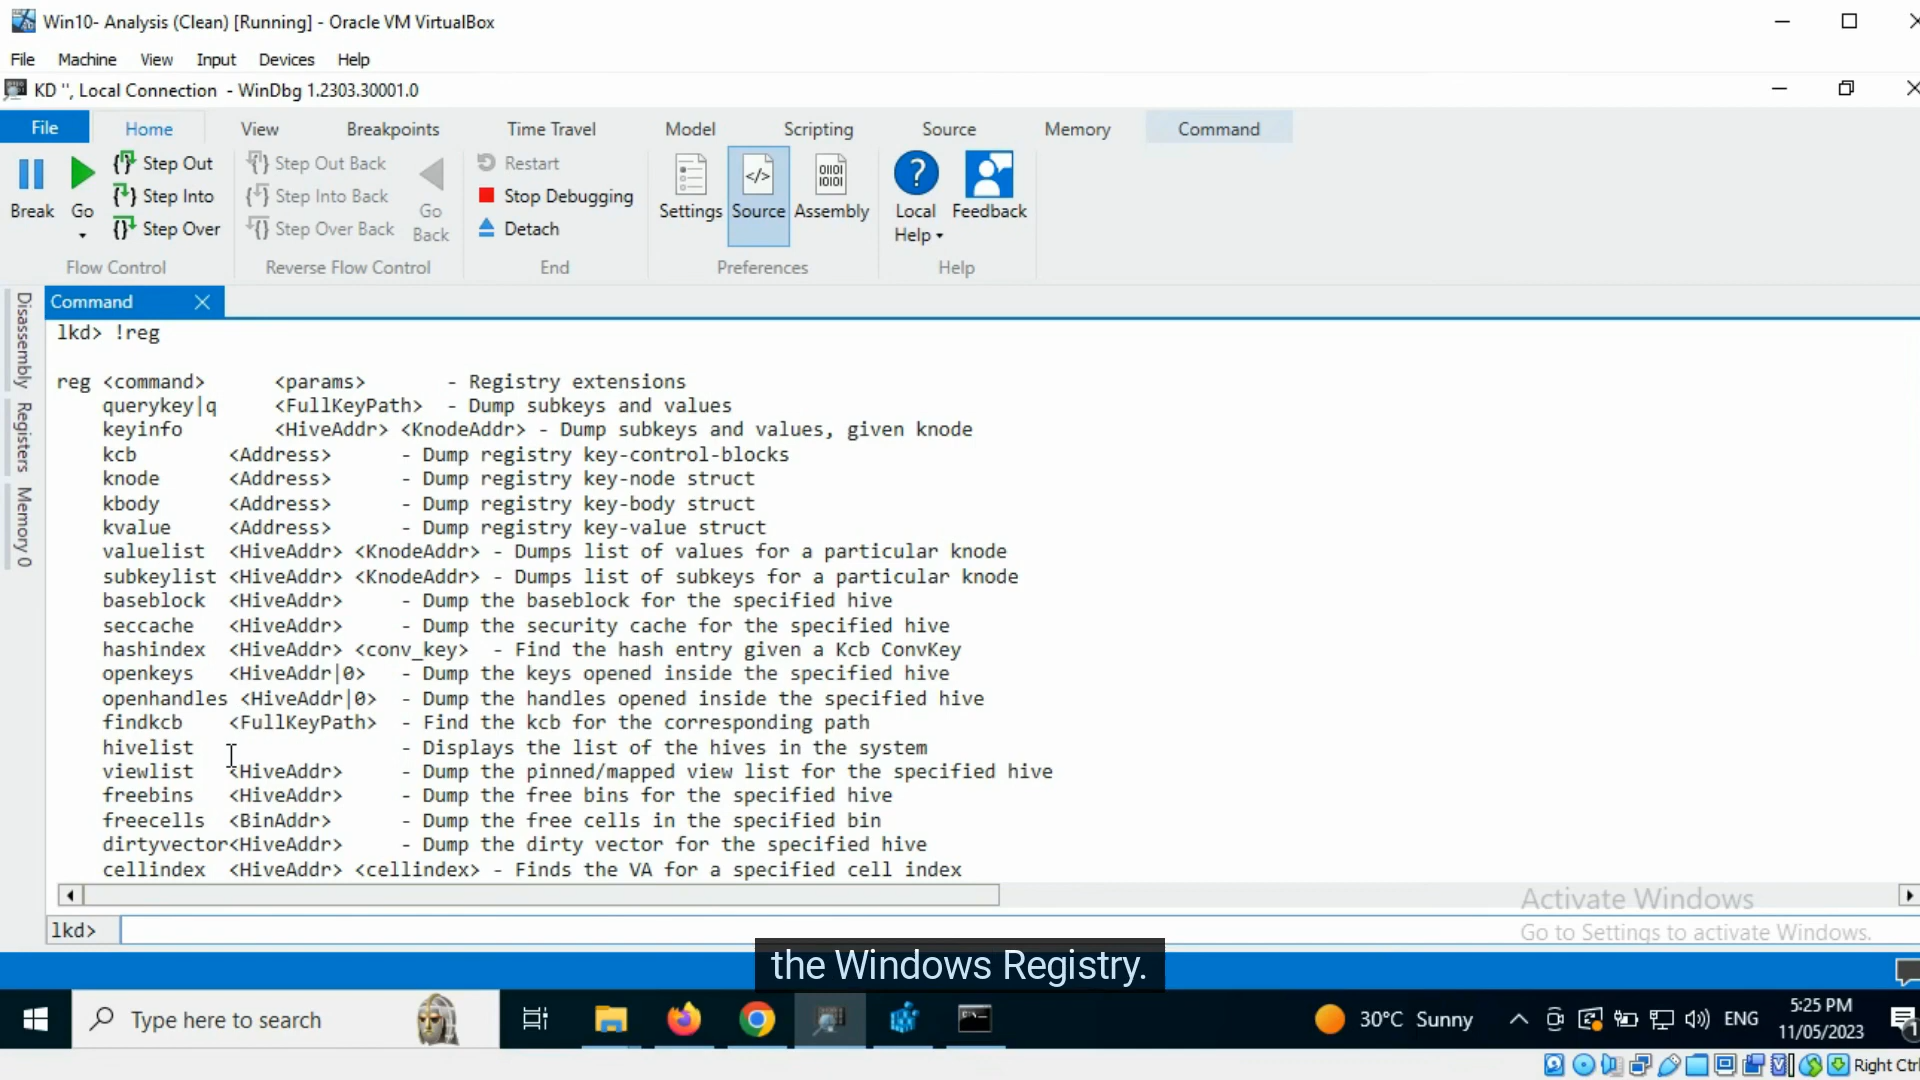 Win10- Analysis (Clean) [Running] - Oracle VM VirtualBox
File Machine View Input Devices Help
KD '', Local Connection - WinDbg 1.2303.30001.0
File Home View Breakpoints Time Travel Model Scripting Source Memory Command
Break
Go
Step Out
Step Into
Step Over
Flow Control
Step Out Back
Step Into Back
Step Over Back
Go Back
Reverse Flow Control
Restart
Stop Debugging
Detach
End
Settings
Source
Assembly
Preferences
Local Help
Feedback
Help
Disassembly
Registers
Memory 0
Command
lkd> !reg
reg <command> <params> - Registry extensions
querykey|q <FullKeyPath> - Dump subkeys and values
keyinfo <HiveAddr> <KnodeAddr> - Dump subkeys and values, given knode
kcb <Address> - Dump registry key-control-blocks
knode <Address> - Dump registry key-node struct
kbody <Address> - Dump registry key-body struct
kvalue <Address> - Dump registry key-value struct
valuelist <HiveAddr> <KnodeAddr> - Dumps list of values for a particular knode
subkeylist <HiveAddr> <KnodeAddr> - Dumps list of subkeys for a particular knode
baseblock <HiveAddr> - Dump the baseblock for the specified hive
seccache <HiveAddr> - Dump the security cache for the specified hive
hashindex <HiveAddr> <conv_key> - Find the hash entry given a Kcb ConvKey
openkeys <HiveAddr|0> - Dump the keys opened inside the specified hive
openhandles <HiveAddr|0> - Dump the handles opened inside the specified hive
findkcb <FullKeyPath> - Find the kcb for the corresponding path
hivelist - Displays the list of the hives in the system
viewlist <HiveAddr> - Dump the pinned/mapped view list for the specified hive
freebins <HiveAddr> - Dump the free bins for the specified hive
freecells <BinAddr> - Dump the free cells in the specified bin
dirtyvector<HiveAddr> - Dump the dirty vector for the specified hive
cellindex <HiveAddr> <cellindex> - Finds the VA for a specified cell index
Activate Windows
Go to Settings to activate Windows.
lkd>
the Windows Registry.
Type here to search
30°C Sunny
ENG
5:25 PM
11/05/2023
1
Right Ctrl